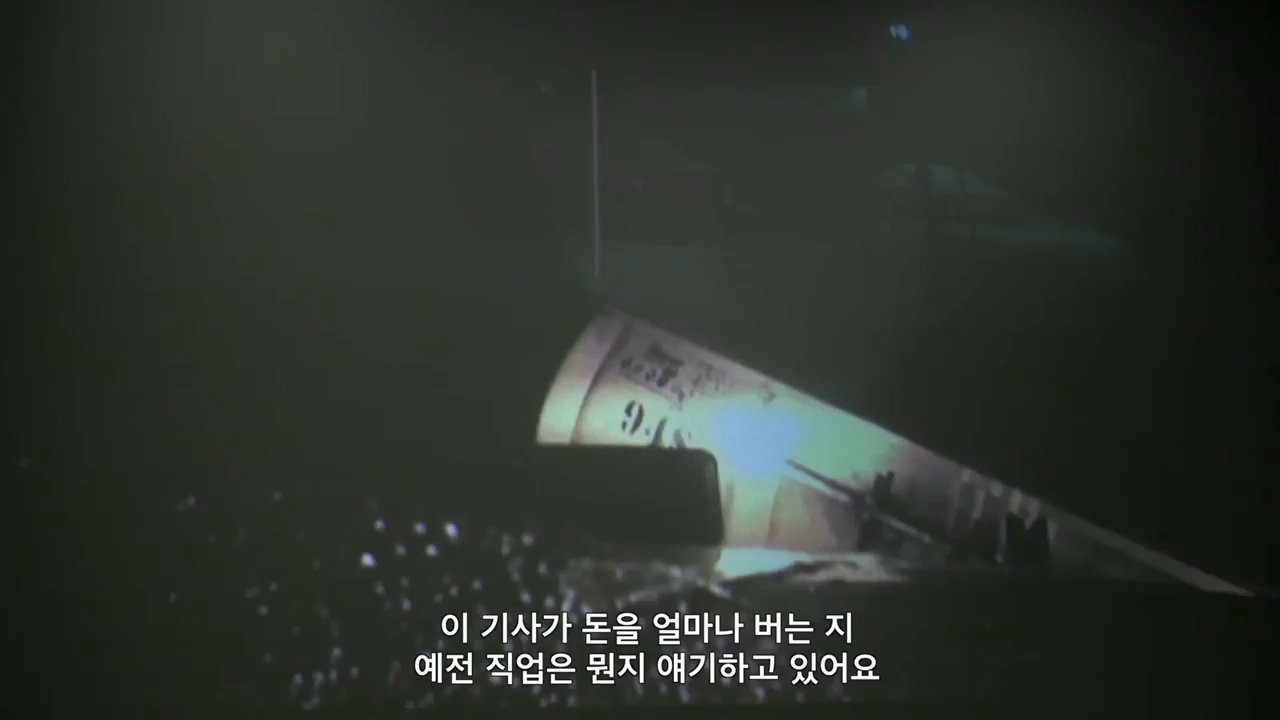 이 기사가 돈을 얼마나 버는 지
예전 직업은 뭔지 얘기하고 있어요